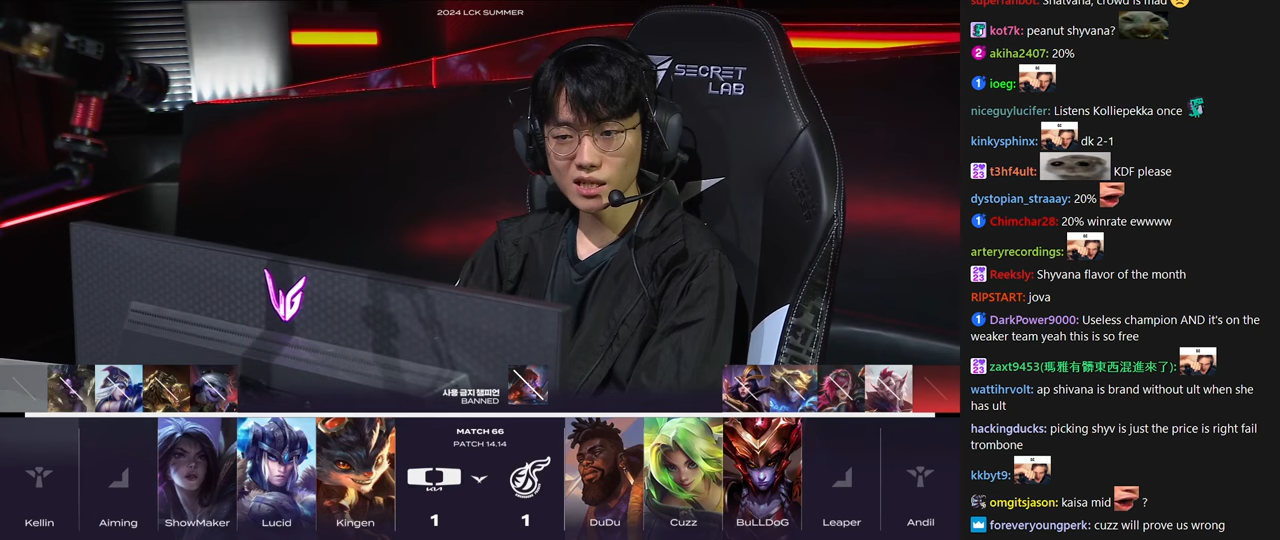 2024 LCK SUMMER
SECRET
LAB
사용 금지 챔피언
BANNED
MATCH 66
PATCH 14.14
KIA
1
1
Kellin
Aiming
ShowMaker
Lucid
Kingen
DuDu
Cuzz
BuLLDoG
Leaper
Andil
superfanbot: Shatvana, crowd is mad
kot7k: peanut shyvana?
akiha2407: 20%
ioeg:
niceguylucifer: Listens Kolliepekka once
kinkysphinx: dk 2-1
t3hf4ult: KDF please
dystopian_straaay: 20%
Chimchar28: 20% winrate ewwww
arteryrecordings:
Reeksly: Shyvana flavor of the month
RIPSTART: jova
DarkPower9000: Useless champion AND it's on the
weaker team yeah this is so free
zaxt9453(瑪雅有髒東西混進來了):
wattihrvolt: ap shivana is brand without ult when she
has ult
hackingducks: picking shyv is just the price is right fail
trombone
kkbyt9:
omgitsjason: kaisa mid ?
foreveryoungperk: cuzz will prove us wrong